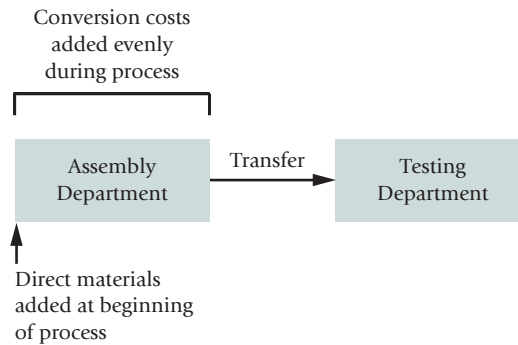 Conversion costs
added evenly
during process
Assembly
Department
Transfer
Testing
Department
Direct materials
added at beginning
of process